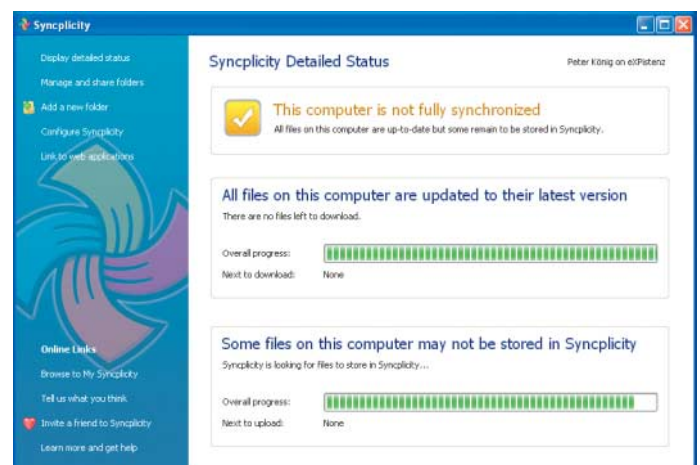 Syncplicity
Display detailed status
Manage and share folders
Add a new folder
Configure Syncplicity
Link to web applications
Online Links
Browse to My Syncplicity
Tell us what you think
Invite a friend to Syncplicity
Learn more and get help
Syncplicity Detailed Status
Peter König on eXPistenz
This computer is not fully synchronized
All files on this computer are up-to-date but some remain to be stored in Syncplicity.
All files on this computer are updated to their latest version
There are no files left to download.
Overall progress:
Next to download: None
Some files on this computer may not be stored in Syncplicity
Syncplicity is looking for files to store in Syncplicity...
Overall progress:
Next to upload: None